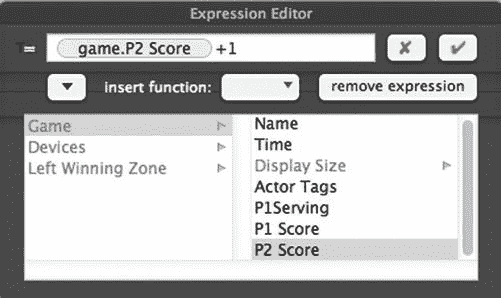 Expression Editor
= game.P2 Score +1
insert function: remove expression
Game Name
Devices Time
Left Winning Zone Display Size
Actor Tags
P1Serving
P1 Score
P2 Score